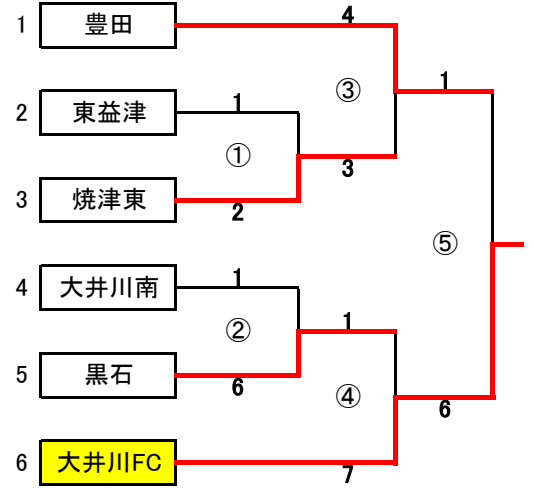 1 豊田 4
③ 1
2 東益津 1
①
3
3 焼津東 2
⑤
4 大井川南 1
② 1
5 黒石 6
④ 6
6 大井川FC 7